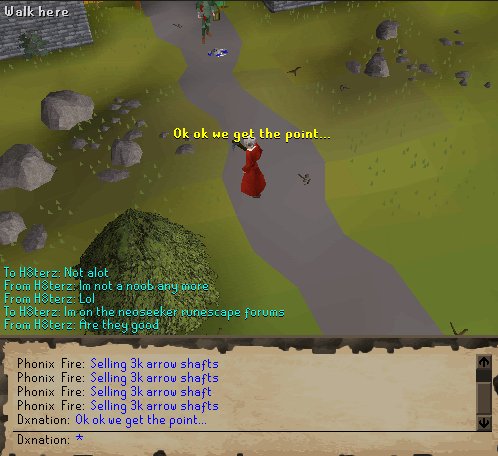 Walk here
Ok ok we get the point...
To H8terz: Not alot
From H8terz: Im not a noob any more
From H8terz: Lol
To H8terz: Im on the neoseeker runescape forums
From H8terz: Are they good
Phonix Fire: Selling 3k arrow shafts
Phonix Fire: Selling 3k arrow shafts
Phonix Fire: Selling 3k arrow shaft
Phonix Fire: Selling 3k arrow shafts
Dxnation: Ok ok we get the point...
Dxnation: *